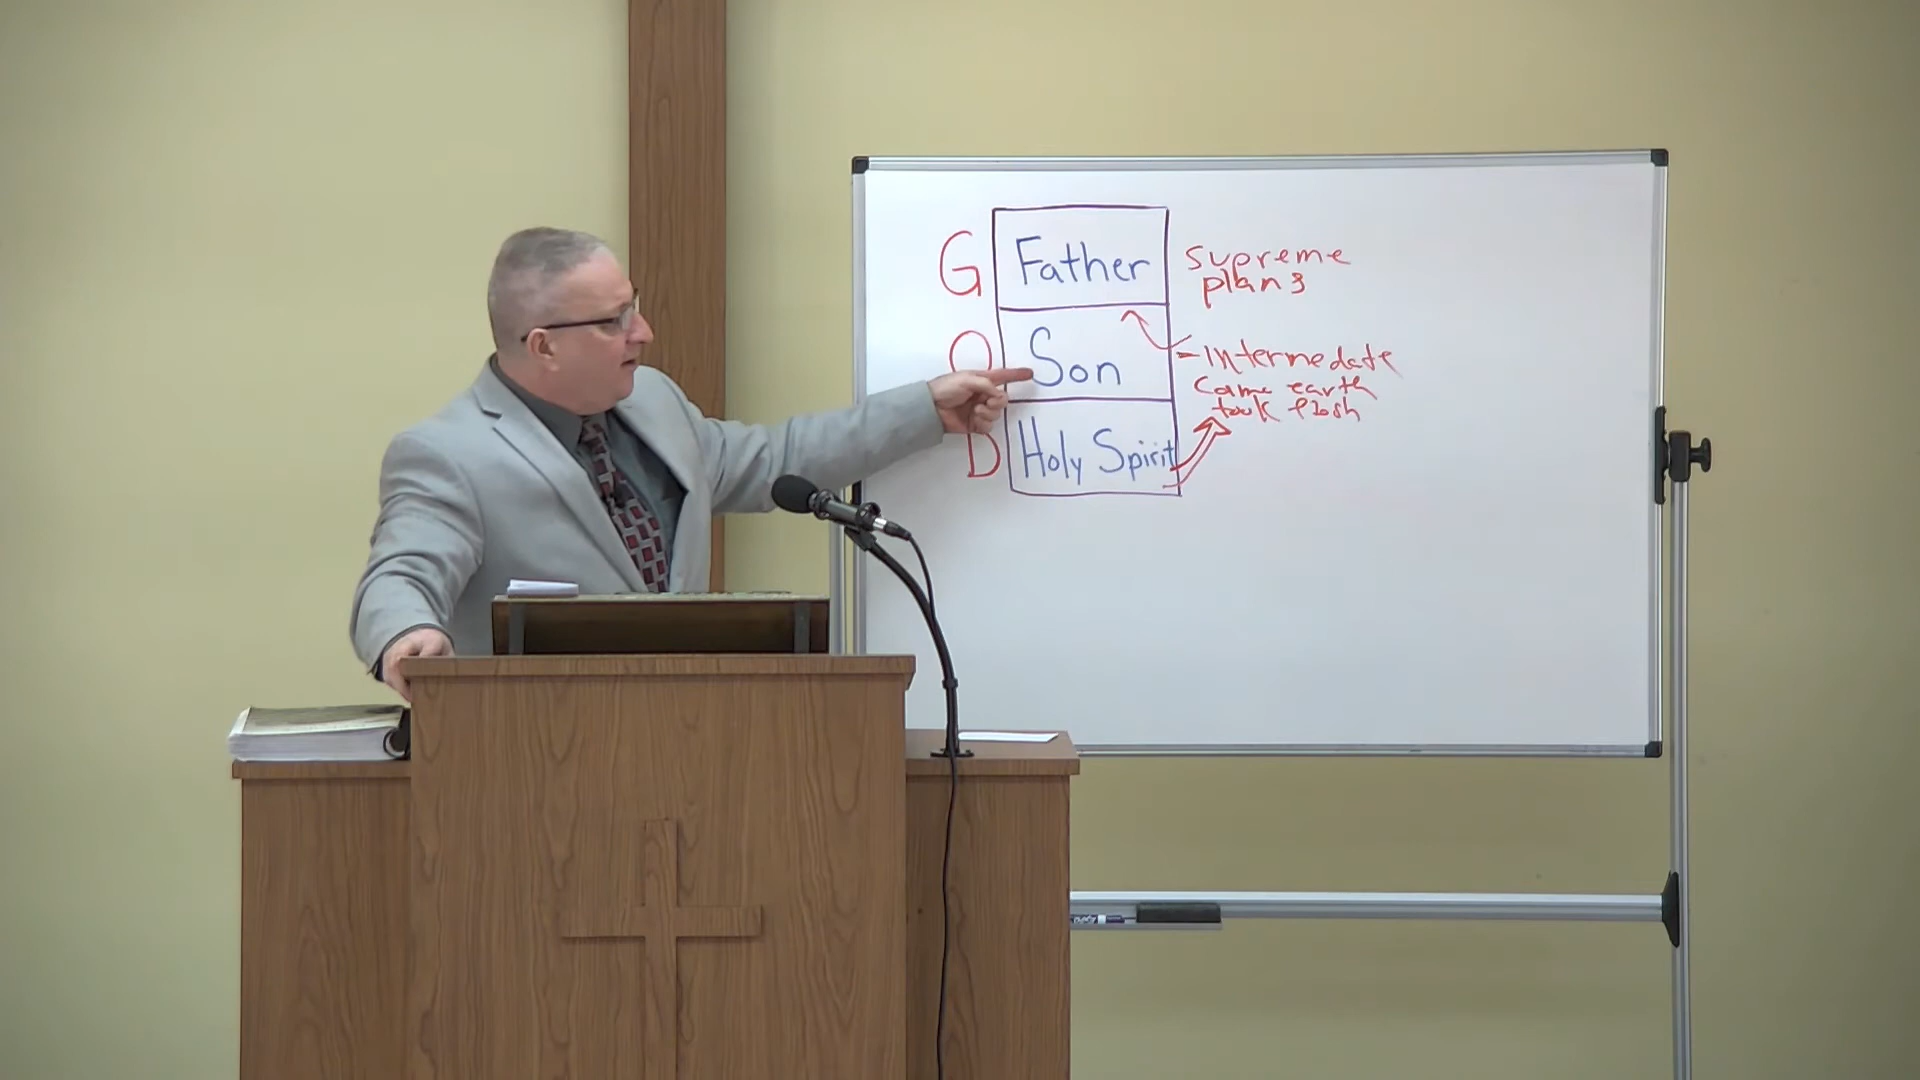 G Father Supreme
plans
O Son - Intermedate
Came earth
took flesh
D Holy Spirit